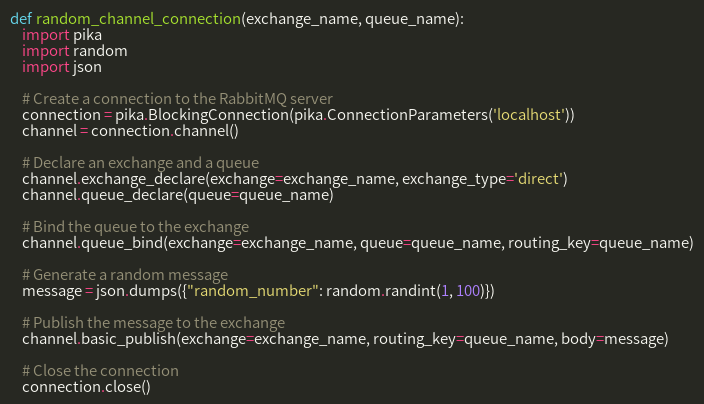 def random_channel_connection(exchange_name, queue_name):
    import pika
    import random
    import json

    # Create a connection to the RabbitMQ server
    connection = pika.BlockingConnection(pika.ConnectionParameters('localhost'))
    channel = connection.channel()

    # Declare an exchange and a queue
    channel.exchange_declare(exchange=exchange_name, exchange_type='direct')
    channel.queue_declare(queue=queue_name)

    # Bind the queue to the exchange
    channel.queue_bind(exchange=exchange_name, queue=queue_name, routing_key=queue_name)

    # Generate a random message
    message = json.dumps({"random_number": random.randint(1, 100)})

    # Publish the message to the exchange
    channel.basic_publish(exchange=exchange_name, routing_key=queue_name, body=message)

    # Close the connection
    connection.close()